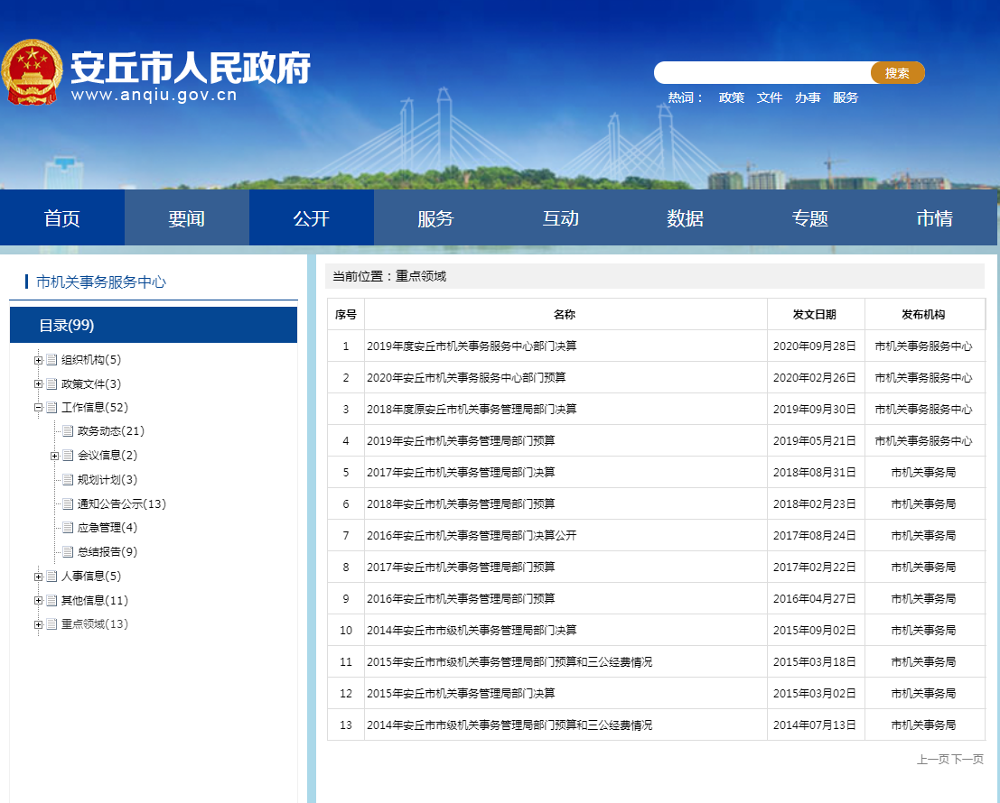 安丘市人民政府
www.anqiu.gov.cn
搜索
热词： 政策 文件 办事 服务
首页 要闻 公开 服务 互动 数据 专题 市情
市机关事务服务中心
目录(99)
组织机构(5)
政策文件(3)
工作信息(52)
政务动态(21)
会议信息(2)
规划计划(3)
通知公告公示(13)
应急管理(4)
总结报告(9)
人事信息(5)
其他信息(11)
重点领域(13)
当前位置：重点领域
序号 名称 发文日期 发布机构
1 2019年度安丘市机关事务服务中心部门决算 2020年09月28日 市机关事务服务中心
2 2020年安丘市机关事务服务中心部门预算 2020年02月26日 市机关事务服务中心
3 2018年度原安丘市机关事务管理局部门决算 2019年09月30日 市机关事务服务中心
4 2019年安丘市机关事务管理局部门预算 2019年05月21日 市机关事务服务中心
5 2017年安丘市机关事务管理局部门决算 2018年08月31日 市机关事务局
6 2018年安丘市机关事务管理局部门预算 2018年02月23日 市机关事务局
7 2016年安丘市机关事务管理局部门决算公开 2017年08月24日 市机关事务局
8 2017年安丘市机关事务管理局部门预算 2017年02月22日 市机关事务局
9 2016年安丘市机关事务管理局部门预算 2016年04月27日 市机关事务局
10 2014年安丘市市级机关事务管理局部门决算 2015年09月02日 市机关事务局
11 2015年安丘市市级机关事务管理局部门预算和三公经费情况 2015年03月18日 市机关事务局
12 2015年安丘市机关事务管理局部门决算 2015年03月02日 市机关事务局
13 2014年安丘市市级机关事务管理局部门预算和三公经费情况 2014年07月13日 市机关事务局
上一页下一页